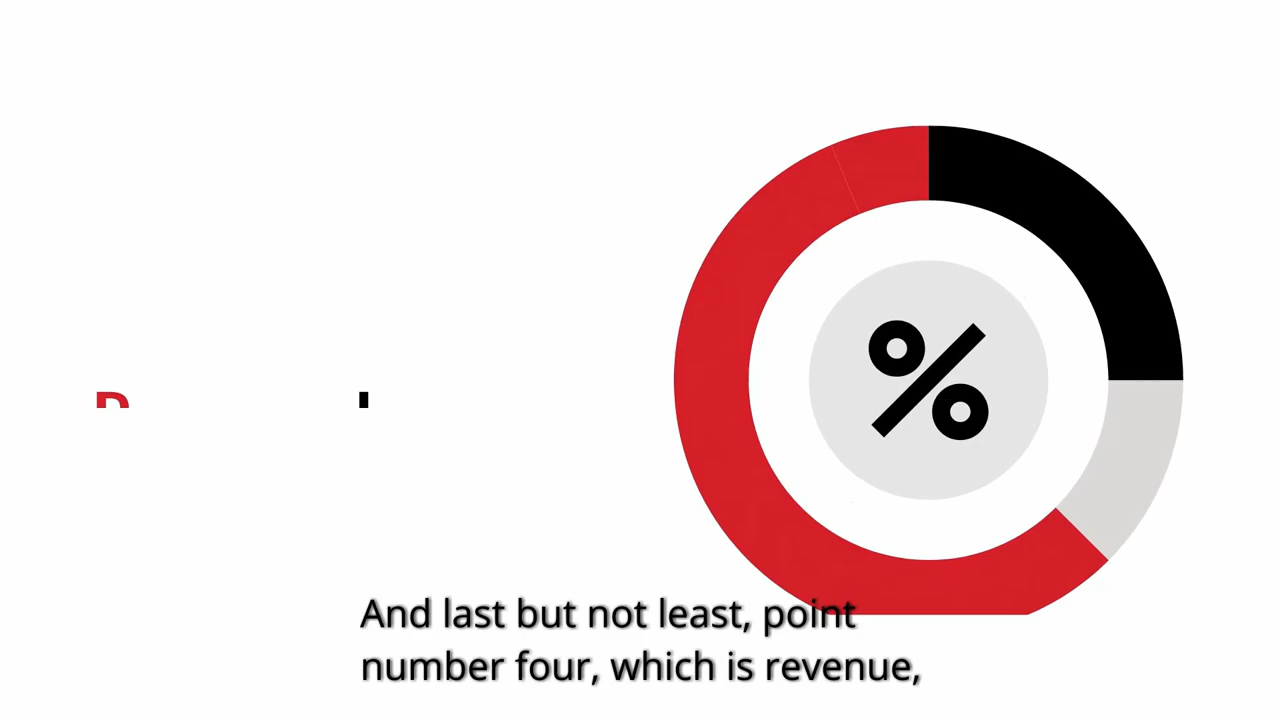 %
And last but not least, point
number four, which is revenue,